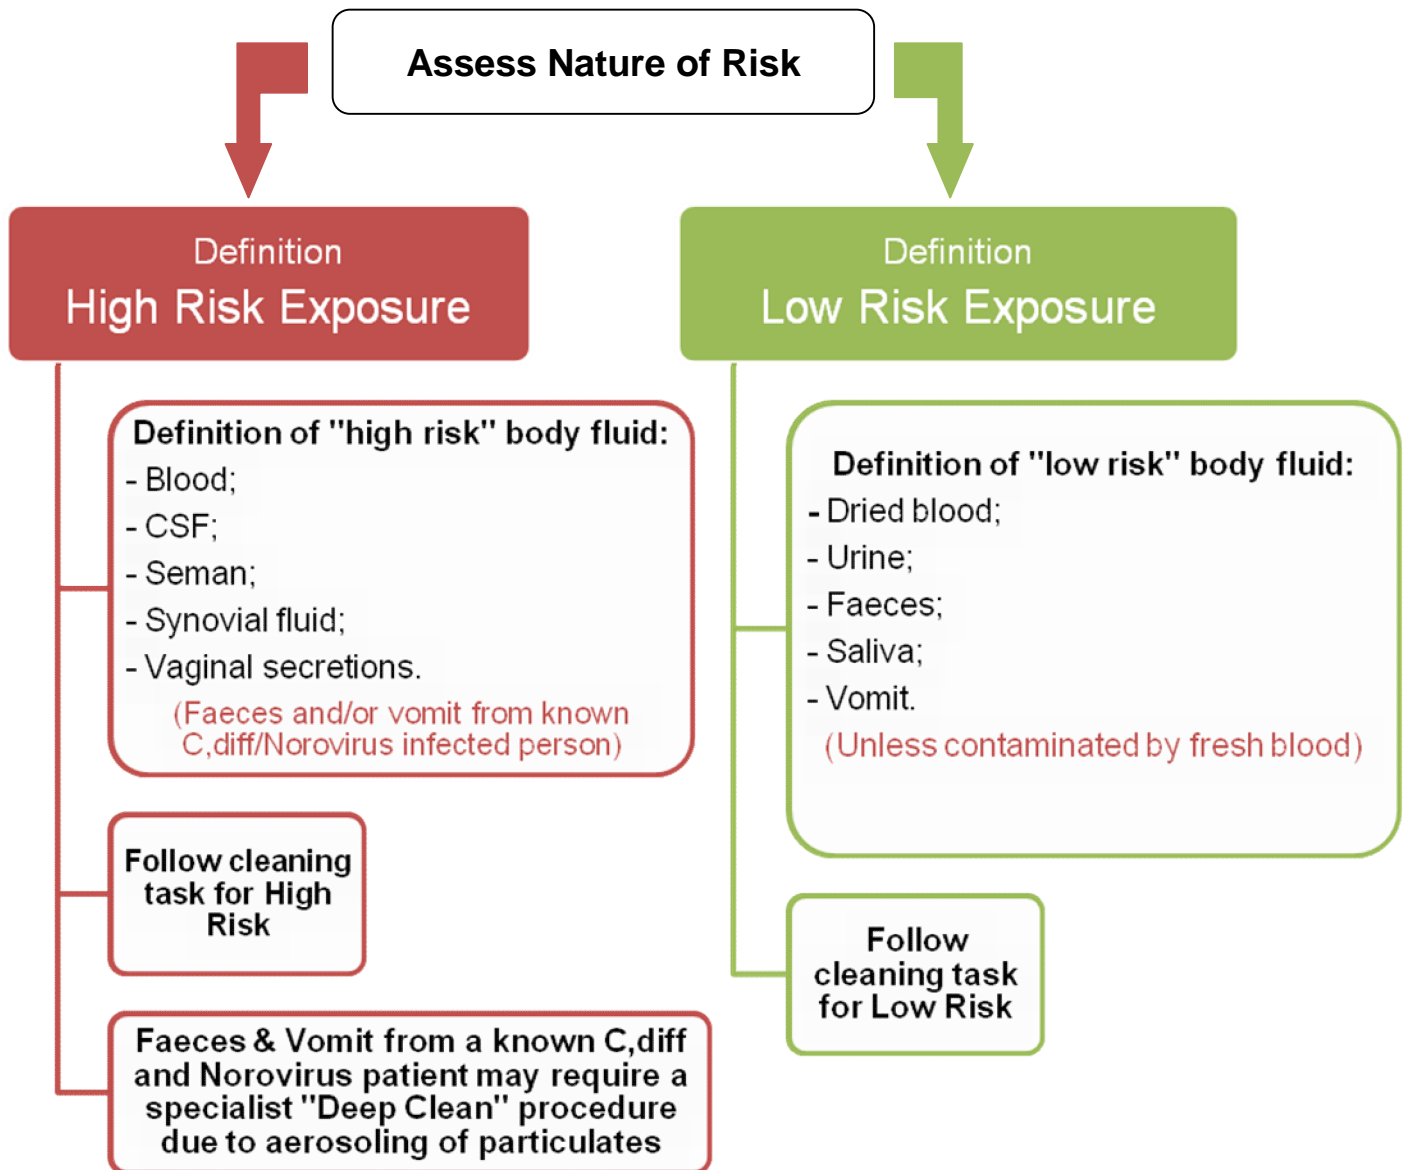 Assess Nature of Risk
Definition
High Risk Exposure
Definition of "high risk" body fluid:
- Blood;
- CSF;
- Seman;
- Synovial fluid;
- Vaginal secretions.
(Faeces and/or vomit from known
C,diff/Norovirus infected person)
Follow cleaning
task for High
Risk
Faeces & Vomit from a known C,diff
and Norovirus patient may require a
specialist "Deep Clean" procedure
due to aerosoling of particulates
Definition
Low Risk Exposure
Definition of "low risk" body fluid:
- Dried blood;
- Urine;
- Faeces;
- Saliva;
- Vomit.
(Unless contaminated by fresh blood)
Follow
cleaning task
for Low Risk